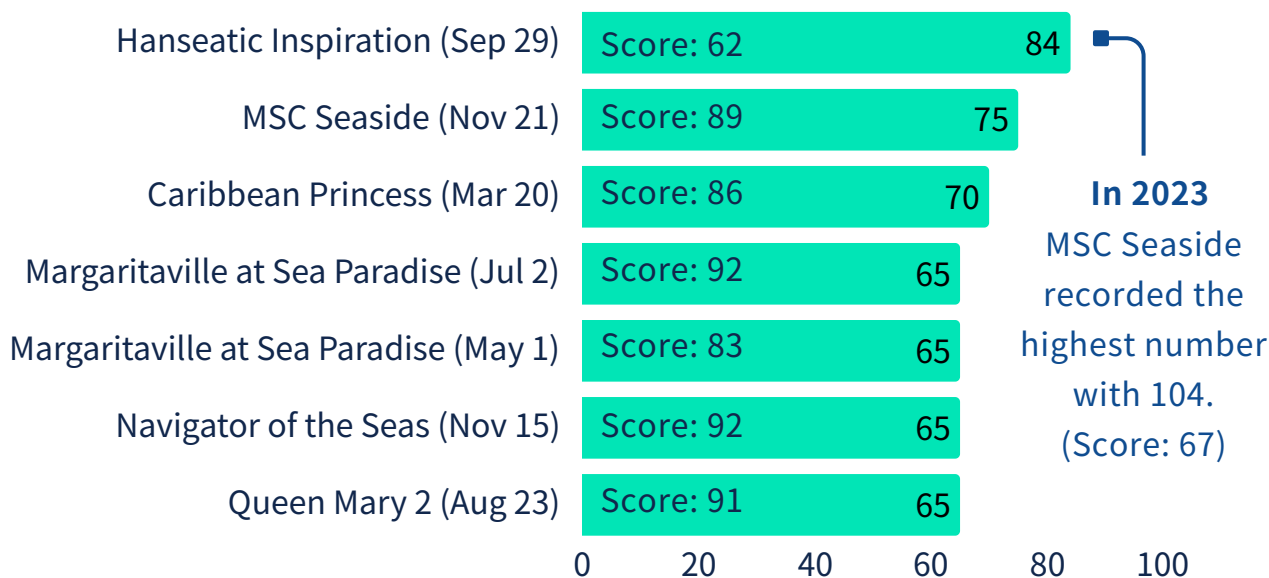 Hanseatic Inspiration (Sep 29) Score: 62 84
MSC Seaside (Nov 21) Score: 89 75
Caribbean Princess (Mar 20) Score: 86 70
Margaritaville at Sea Paradise (Jul 2) Score: 92 65
Margaritaville at Sea Paradise (May 1) Score: 83 65
Navigator of the Seas (Nov 15) Score: 92 65
Queen Mary 2 (Aug 23) Score: 91 65
0 20 40 60 80 100
In 2023
MSC Seaside
recorded the
highest number
with 104.
(Score: 67)